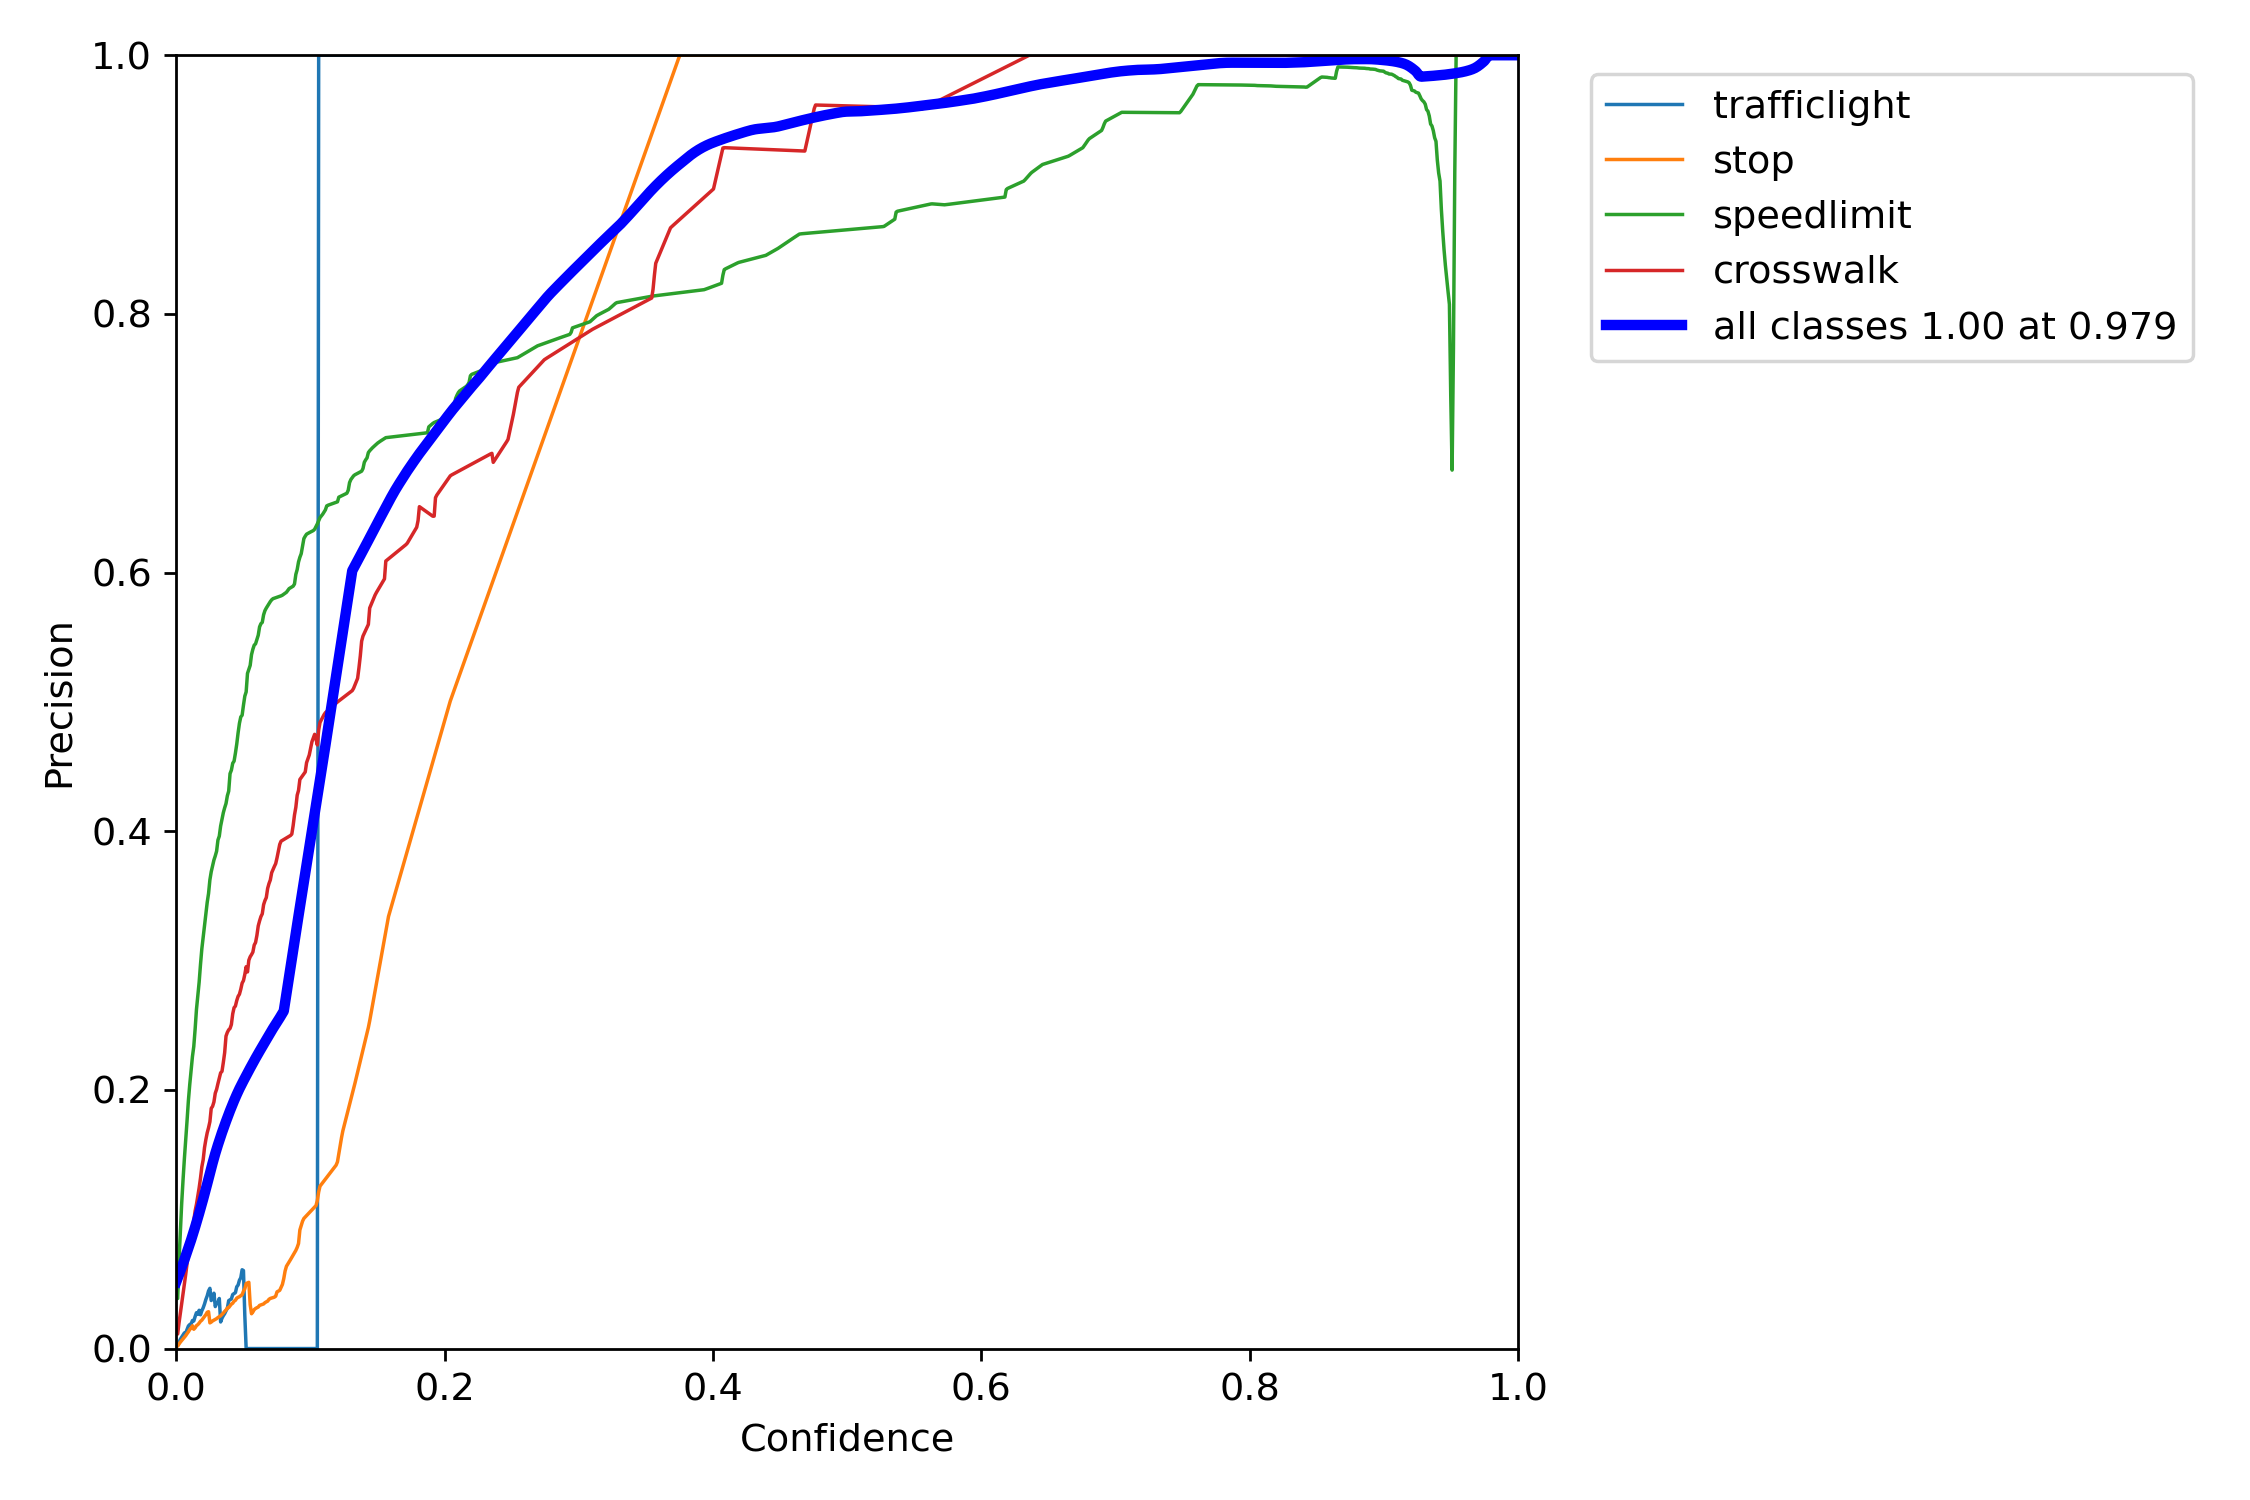 1.0
0.8
0.6
0.4
0.2
0.0
Precision
0.0 0.2 0.4 0.6 0.8 1.0
Confidence
trafficlight
stop
speedlimit
crosswalk
all classes 1.00 at 0.979